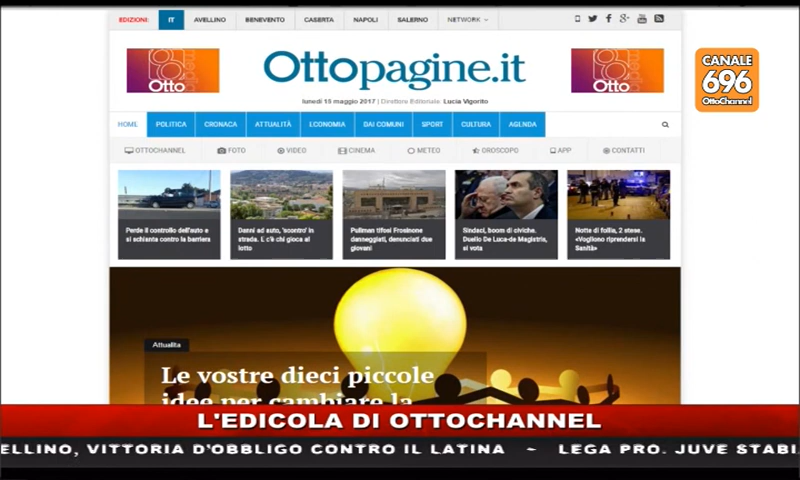 EDIZIONI: IT AVELLINO BENEVENTO CASERTA NAPOLI SALERNO NETWORK
Otto
Ottopagine.it
Otto
CANALE
696
OttoChannel
lunedì 15 maggio 2017 | Direttore Editoriale Lucia Vigorito
HOME POLITICA CRONACA ATTUALITÀ ECONOMIA DAI COMUNI SPORT CULTURA AGENDA
OTTOCHANNEL FOTO VIDEO CINEMA METEO OROSCOPO APP CONTATTI
Perde il controllo dell'auto e
si schianta contro la barriera
Danni ad auto, 'scontro' in
strada. E c'è chi gioca al
lotto
Pullman tifosi Frosinone
danneggiati, denunciati due
giovani
Sindaci, boom di civiche.
Duello De Luca-de Magistris,
si vota
Notte di follia, 2 stese.
«Vogliono riprendersi la
Sanità»
Attualita
Le vostre dieci piccole
idee per cambiare la
L'EDICOLA DI OTTOCHANNEL
ELLINO, VITTORIA D'OBBLIGO CONTRO IL LATINA ~ LEGA PRO. JUVE STABI